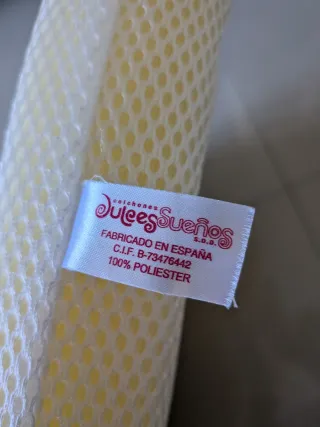 colchones
Dulces Sueños
s.o.a.
FABRICADO EN ESPAÑA
C.I.F. B-73476442
100% POLIESTER